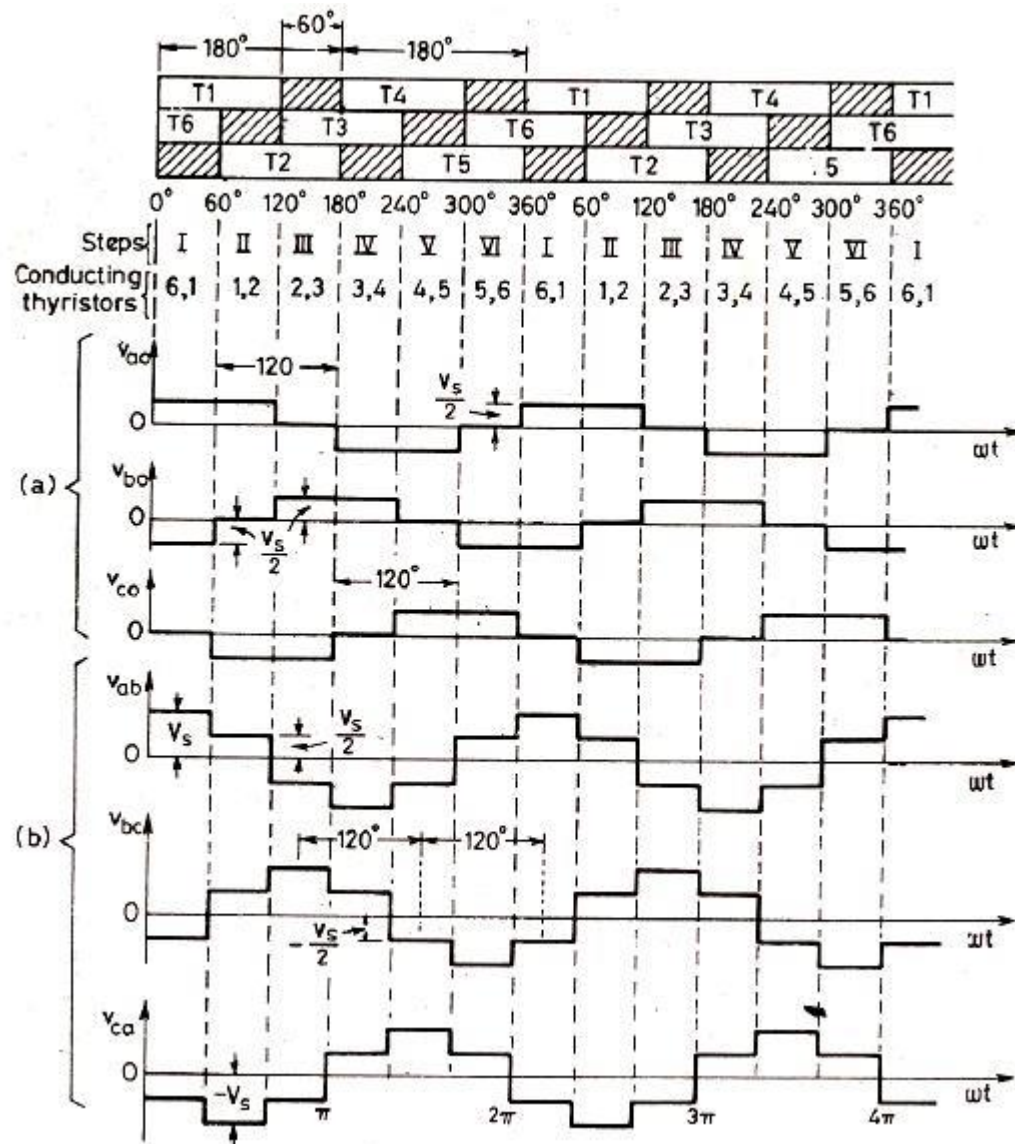 60°
180° 180°
T1 T4 T1 T4 T1
T6 T3 T6 T3 T6
T2 T5 T2 5
0° 60° 120° 180° 240° 300° 360° 60° 120° 180° 240° 300° 360°
Steps I II III IV V VI I II III IV V VI I
Conducting
thyristors 6,1 1,2 2,3 3,4 4,5 5,6 6,1 1,2 2,3 3,4 4,5 5,6 6,1
(a)
vao
120
Vs/2
0
ωt
vbo
0
Vs/2
ωt
120°
vco
0
ωt
(b)
vab
Vs
Vs/2
0
ωt
vbc
120° 120°
0
-Vs/2
ωt
vca
0
-Vs
π 2π 3π 4π
ωt